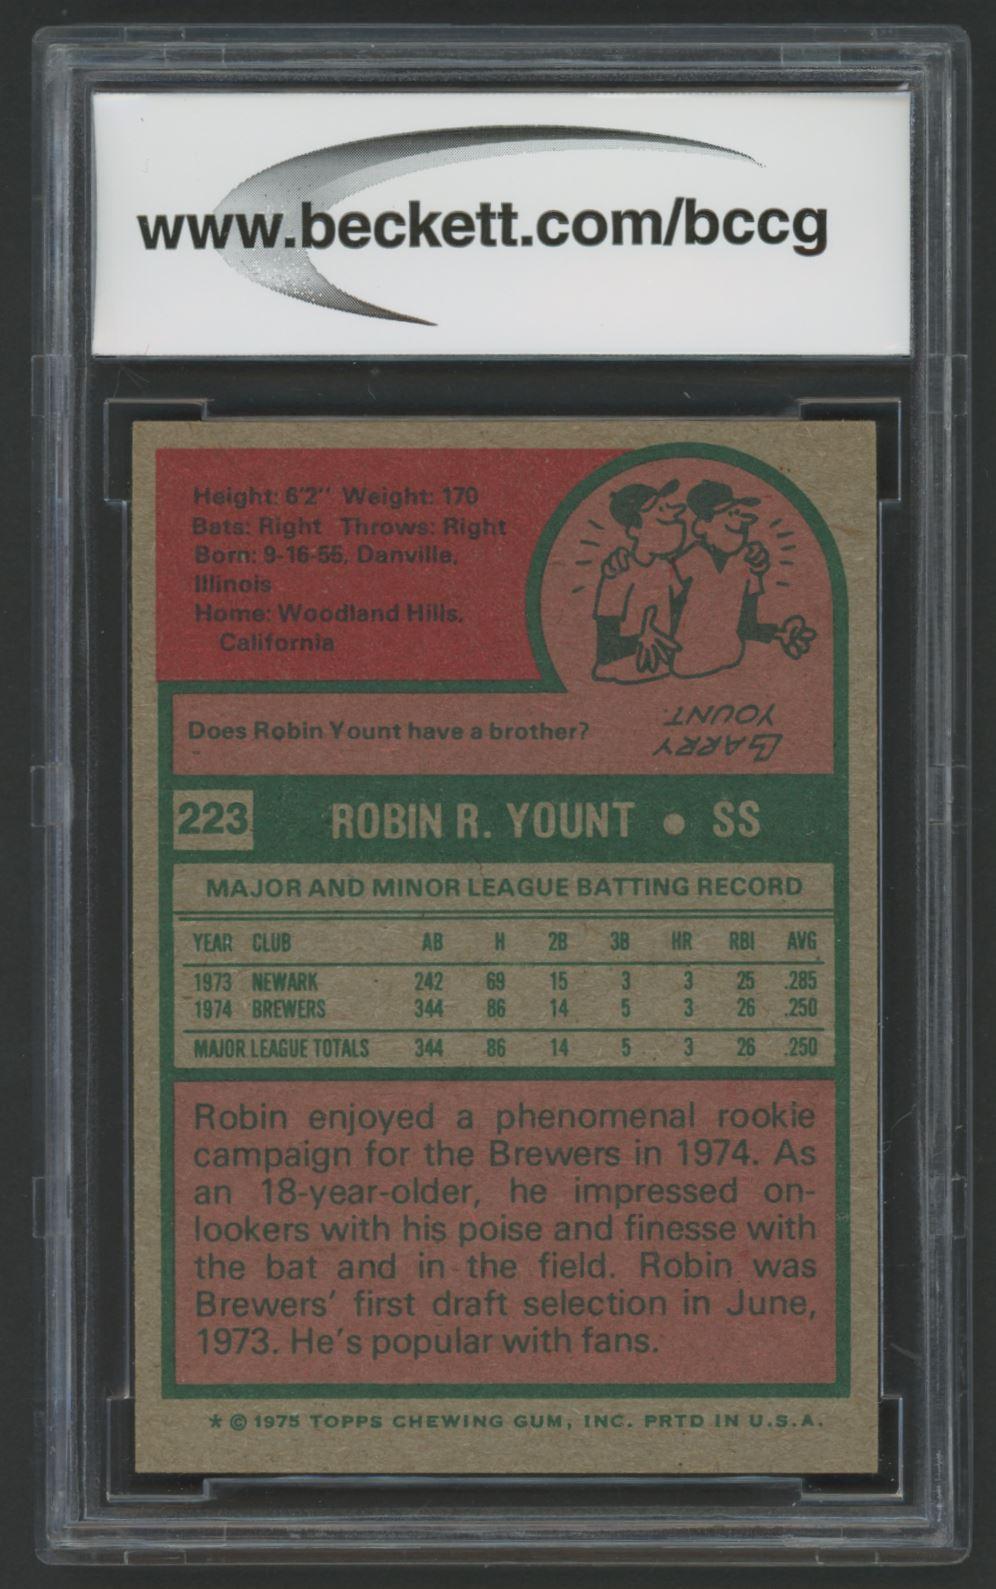 www.beckett.com/bccg
Height: 6'2" Weight: 170
Bats: Right Throws: Right
Born: 9-16-55, Danville,
Illinois
Home: Woodland Hills,
California
Does Robin Yount have a brother?
LARRY
YOUNT.
223 ROBIN R. YOUNT • SS
MAJOR AND MINOR LEAGUE BATTING RECORD
YEAR CLUB AB H 2B 3B HR RBI AVG
1973 NEWARK 242 69 15 3 3 25 .285
1974 BREWERS 344 86 14 5 3 26 .250
MAJOR LEAGUE TOTALS 344 86 14 5 3 26 .250
Robin enjoyed a phenomenal rookie
campaign for the Brewers in 1974. As
an 18-year-older, he impressed on-
lookers with his poise and finesse with
the bat and in the field. Robin was
Brewers' first draft selection in June,
1973. He's popular with fans.
* © 1975 TOPPS CHEWING GUM, INC. PRTD IN U.S.A.